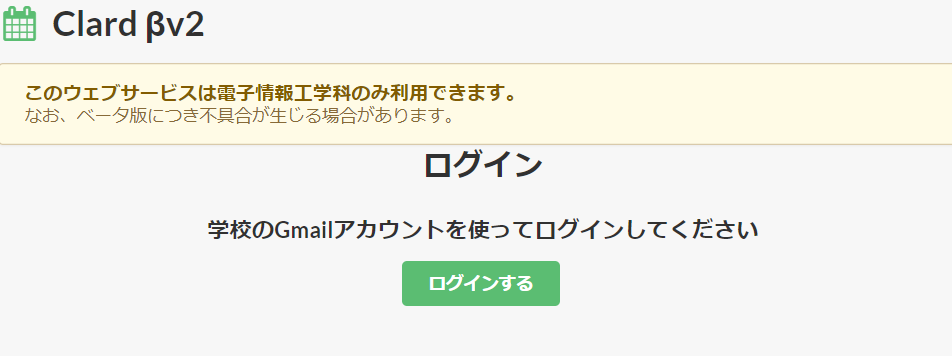 Clard βv2
このウェブサービスは電子情報工学科のみ利用できます。
なお、ベータ版につき不具合が生じる場合があります。
ログイン
学校のGmailアカウントを使ってログインしてください
ログインする